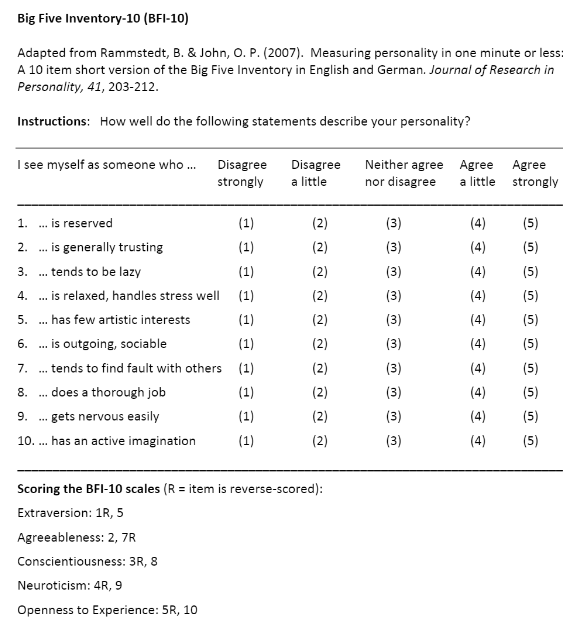 Big Five Inventory-10 (BFI-10)
Adapted from Rammstedt, B. & John, O. P. (2007).  Measuring personality in one minute or less:
A 10 item short version of the Big Five Inventory in English and German. Journal of Research in
Personality, 41, 203-212.
Instructions:   How well do the following statements describe your personality?
I see myself as someone who ... Disagree strongly Disagree a little Neither agree nor disagree Agree a little Agree strongly
1. ... is reserved (1) (2) (3) (4) (5)
2. ... is generally trusting (1) (2) (3) (4) (5)
3. ... tends to be lazy (1) (2) (3) (4) (5)
4. ... is relaxed, handles stress well (1) (2) (3) (4) (5)
5. ... has few artistic interests (1) (2) (3) (4) (5)
6. ... is outgoing, sociable (1) (2) (3) (4) (5)
7. ... tends to find fault with others (1) (2) (3) (4) (5)
8. ... does a thorough job (1) (2) (3) (4) (5)
9. ... gets nervous easily (1) (2) (3) (4) (5)
10. ... has an active imagination (1) (2) (3) (4) (5)
Scoring the BFI-10 scales (R = item is reverse-scored):
Extraversion: 1R, 5
Agreeableness: 2, 7R
Conscientiousness: 3R, 8
Neuroticism: 4R, 9
Openness to Experience: 5R, 10